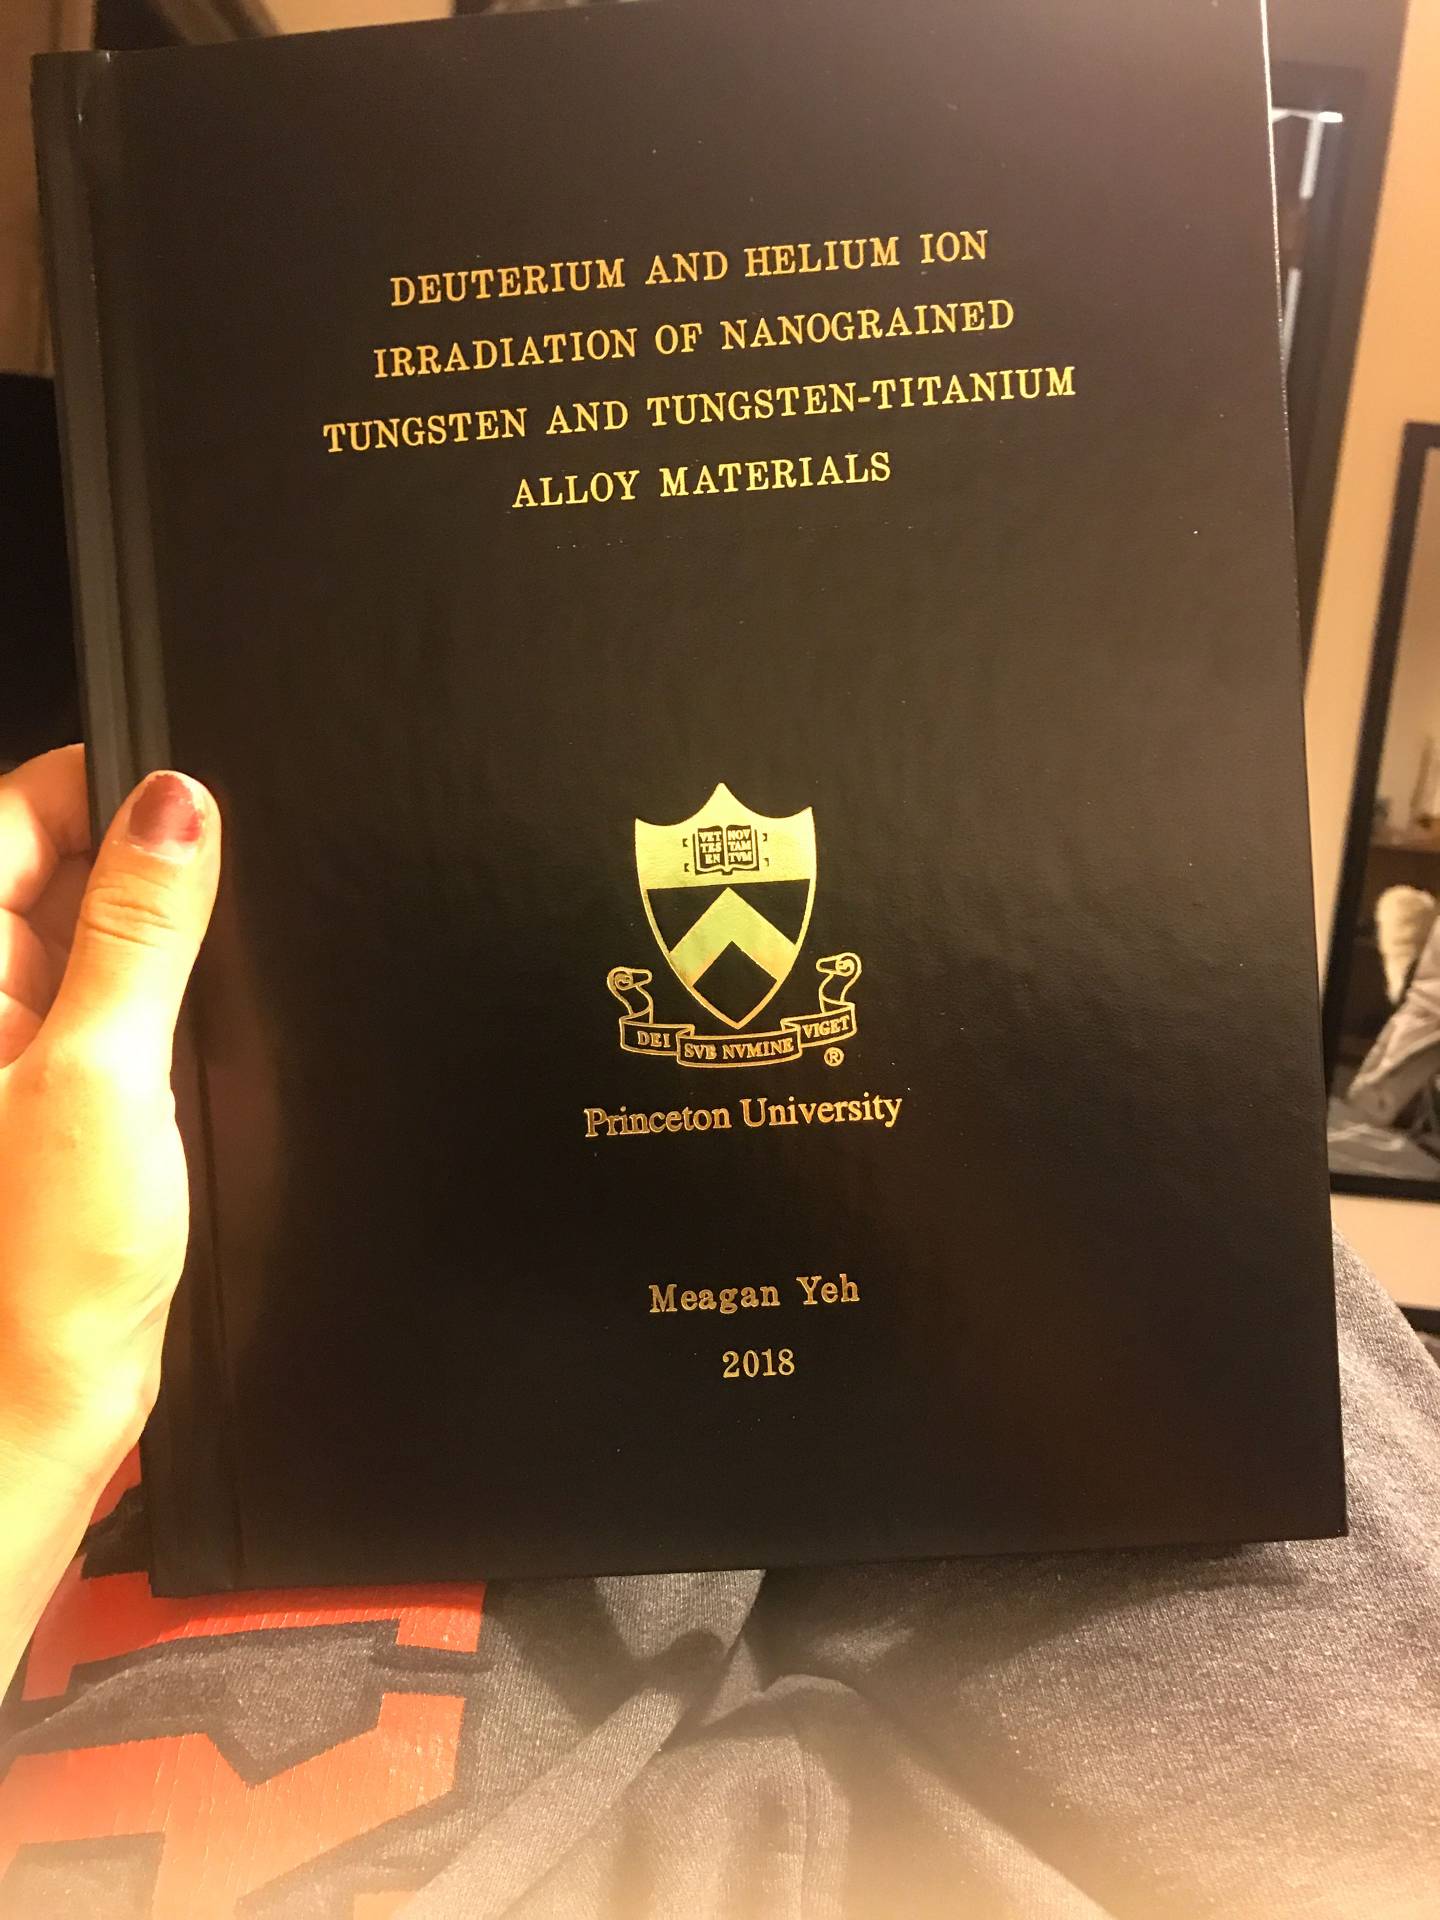 DEUTERIUM AND HELIUM ION
IRRADIATION OF NANOGRAINED
TUNGSTEN AND TUNGSTEN-TITANIUM
ALLOY MATERIALS
VET NOV
TES TAM
EN TVM
DEI SVB NVMINE VIGET
®
Princeton University
Meagan Yeh
2018